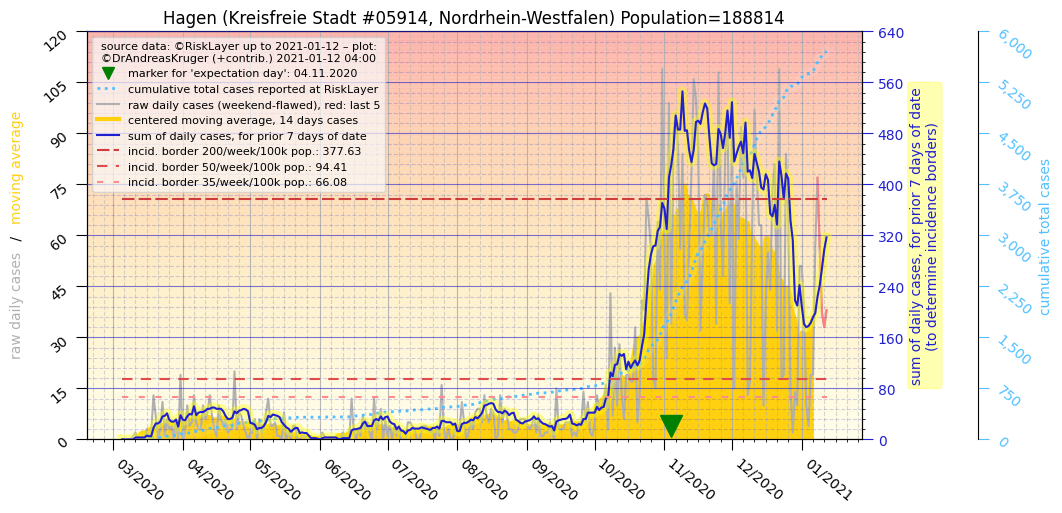 Hagen (Kreisfreie Stadt #05914, Nordrhein-Westfalen) Population=188814
source data: ©RiskLayer up to 2021-01-12 – plot:
©DrAndreasKruger (+contrib.) 2021-01-12 04:00
marker for 'expectation day': 04.11.2020
cumulative total cases reported at RiskLayer
raw daily cases (weekend-flawed), red: last 5
centered moving average, 14 days cases
sum of daily cases, for prior 7 days of date
incid. border 200/week/100k pop.: 377.63
incid. border 50/week/100k pop.: 94.41
incid. border 35/week/100k pop.: 66.08
raw daily cases / moving average
120
105
90
75
60
45
30
15
0
03/2020
04/2020
05/2020
06/2020
07/2020
08/2020
09/2020
10/2020
11/2020
12/2020
01/2021
640
560
480
400
320
240
160
80
0
sum of daily cases, for prior 7 days of date
(to determine incidence borders)
6,000
5,250
4,500
3,750
3,000
2,250
1,500
750
0
cumulative total cases